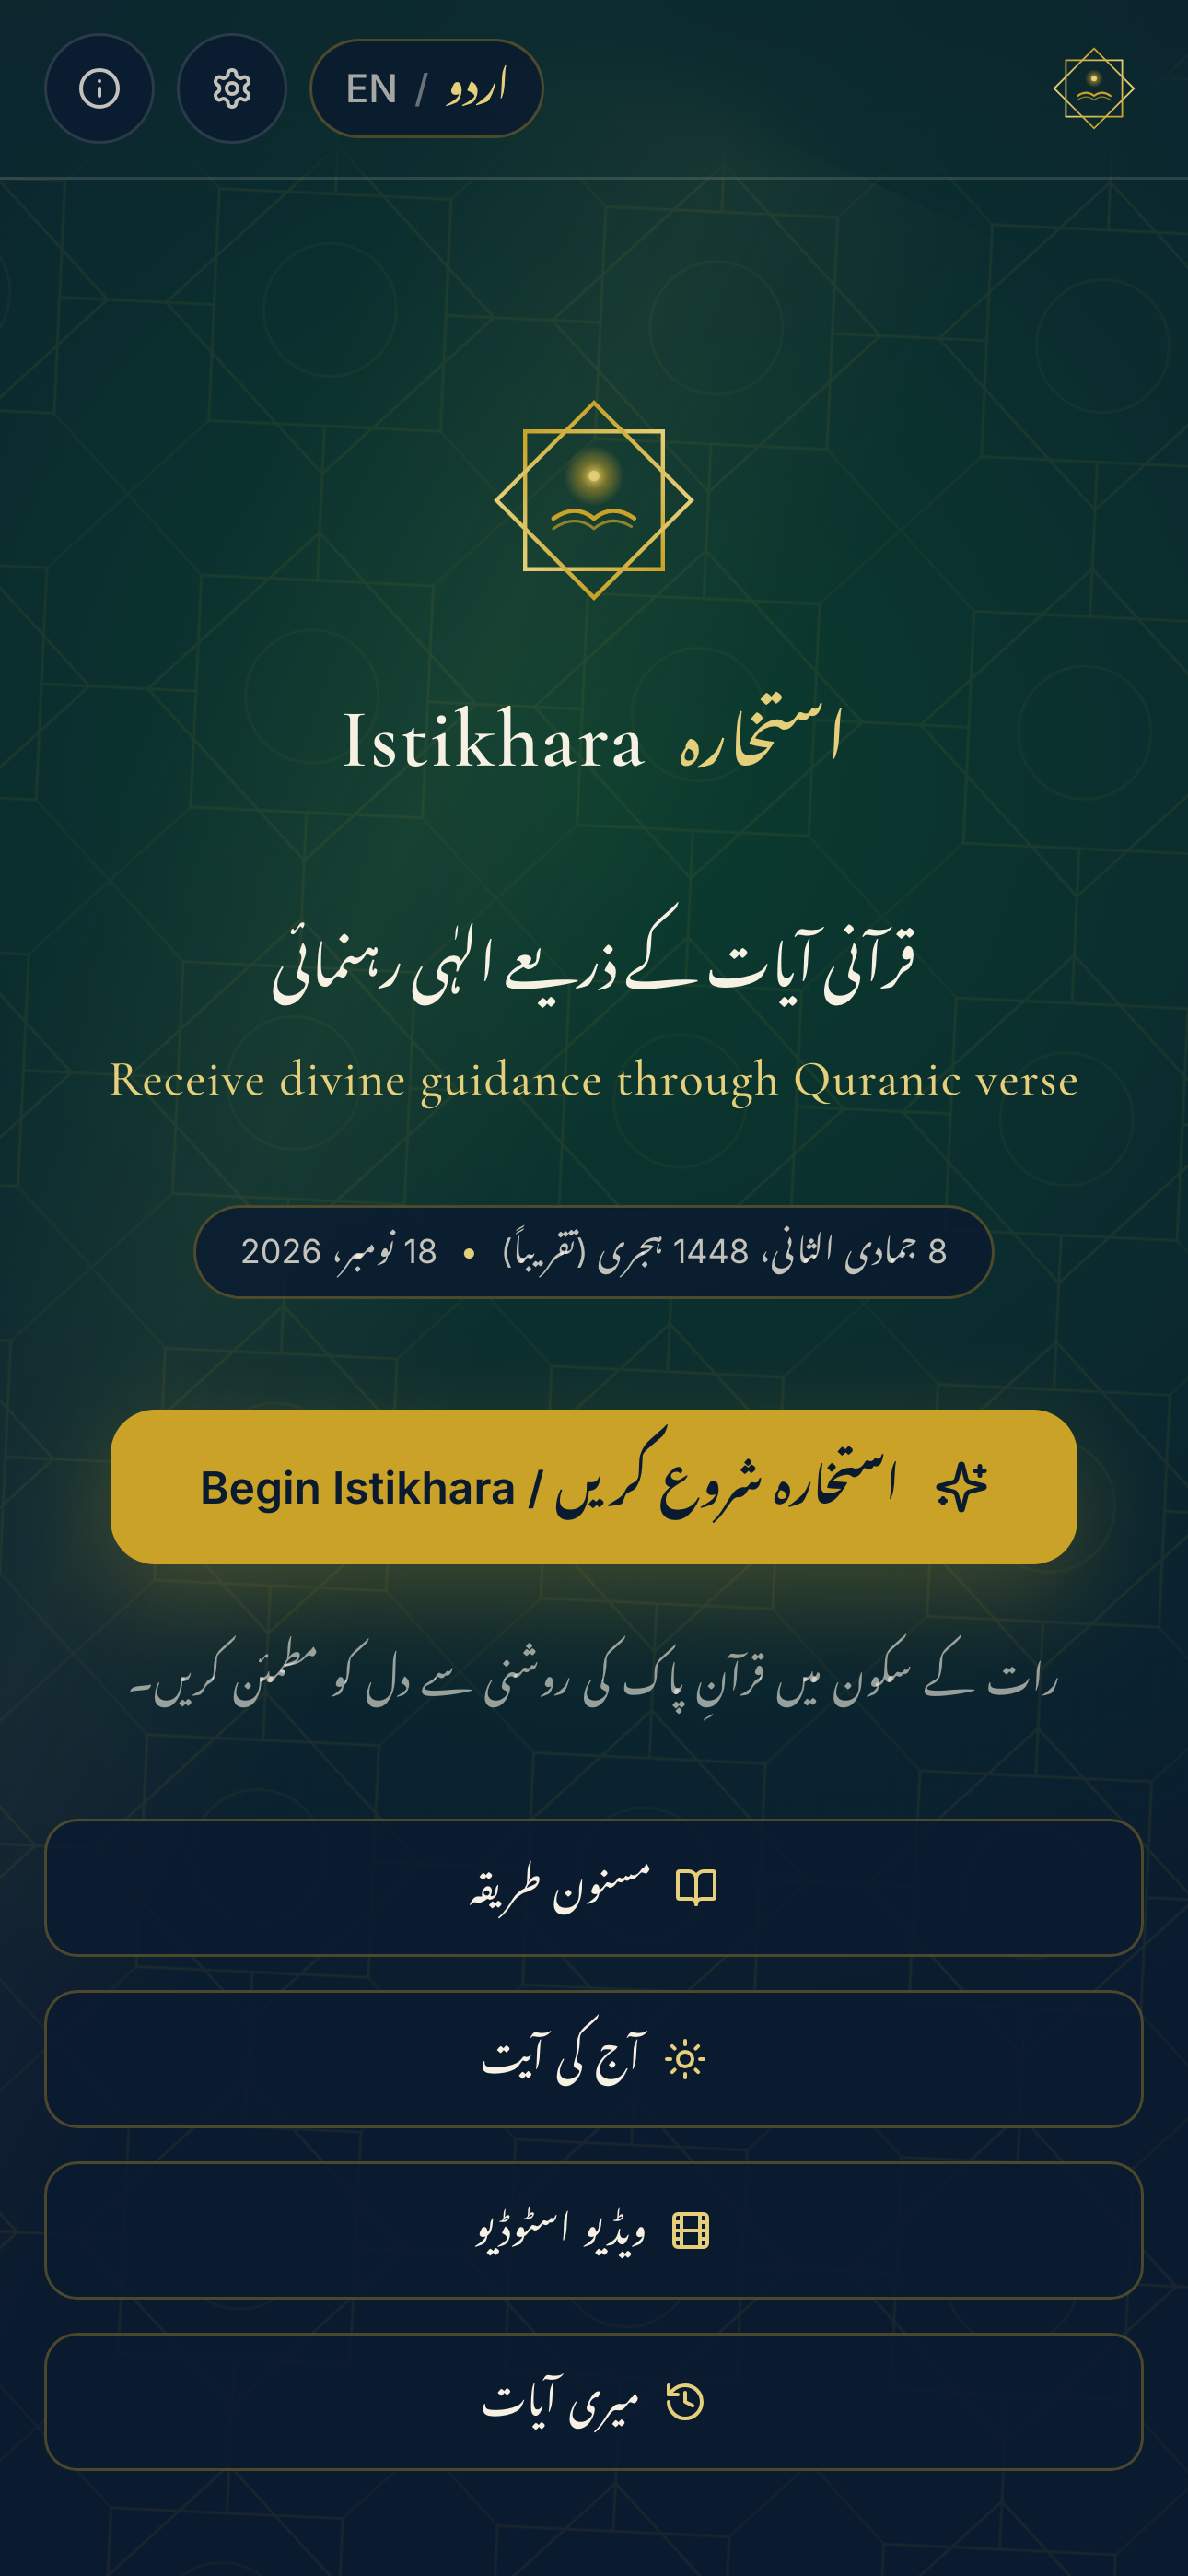 EN / اردو
Istikhara استخارہ
قرآنی آیات کے ذریعے الٰہی رہنمائی
Receive divine guidance through Quranic verse
8 جمادی الثانی، 1448 ہجری (تقریباً) • 18 نومبر، 2026
استخارہ شروع کریں / Begin Istikhara
رات کے سکون میں قرآنِ پاک کی روشنی سے دل کو مطمئن کریں۔
مسنون طریقہ
آج کی آیت
ویڈیو اسٹوڈیو
میری آیات